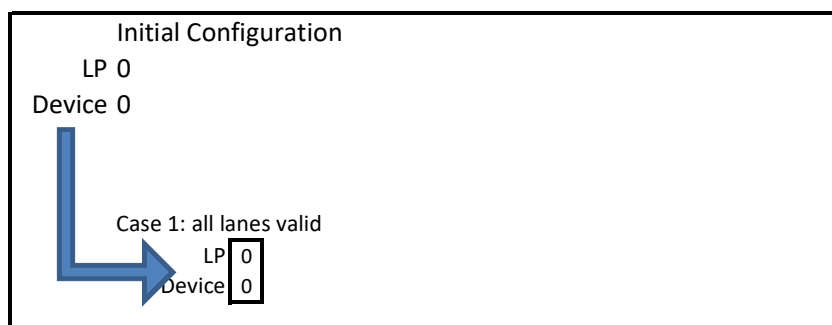 Initial Configuration
LP 0
Device 0
Case 1: all lanes valid
LP 0
Device 0